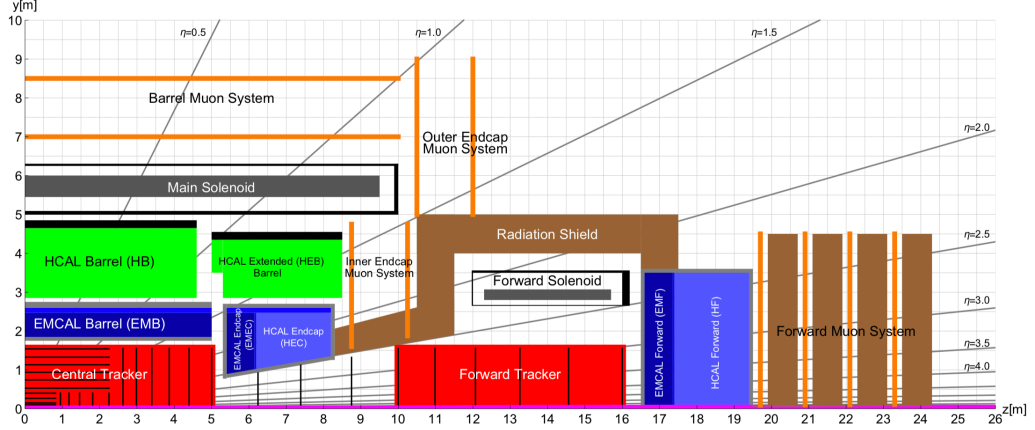 y[m]
10
9
8
7
6
5
4
3
2
1
0
η=0.5
η=1.0
η=1.5
η=2.0
η=2.5
η=3.0
η=3.5
η=4.0
Barrel Muon System
Outer Endcap
Muon System
Main Solenoid
Radiation Shield
HCAL Barrel (HB)
HCAL Extended (HEB)
Barrel
Inner Endcap
Muon System
Forward Solenoid
EMCAL Barrel (EMB)
EMCAL Endcap
(EMEC)
HCAL Endcap
(HEC)
EMCAL Forward (EMF)
HCAL Forward (HF)
Forward Muon System
Central Tracker
Forward Tracker
0 1 2 3 4 5 6 7 8 9 10 11 12 13 14 15 16 17 18 19 20 21 22 23 24 25 26
z[m]